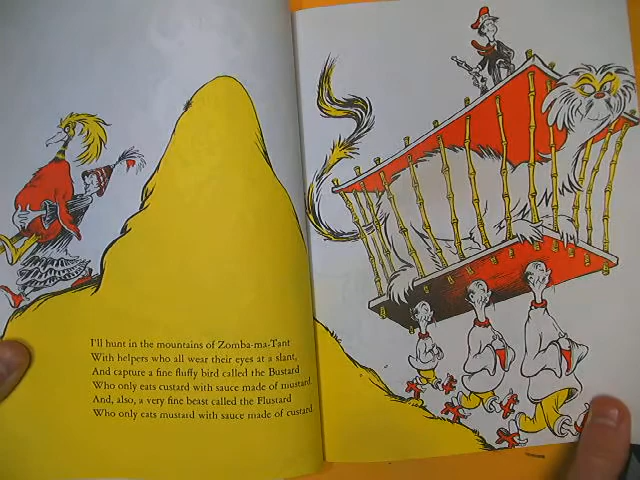 I'll hunt in the mountains of Zomba-ma-Tant
With helpers who all wear their eyes at a slant,
And capture a fine fluffy bird called the Bustard
Who only eats custard with sauce made of mustard.
And, also, a very fine beast called the Flustard
Who only eats mustard with sauce made of custard.